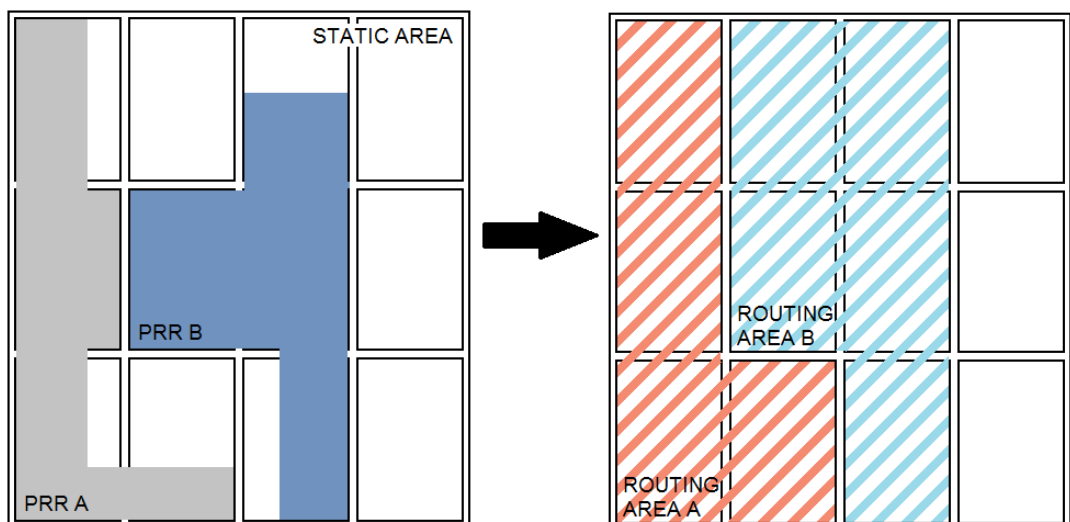 STATIC AREA
PRR B
PRR A
ROUTING
AREA B
ROUTING
AREA A